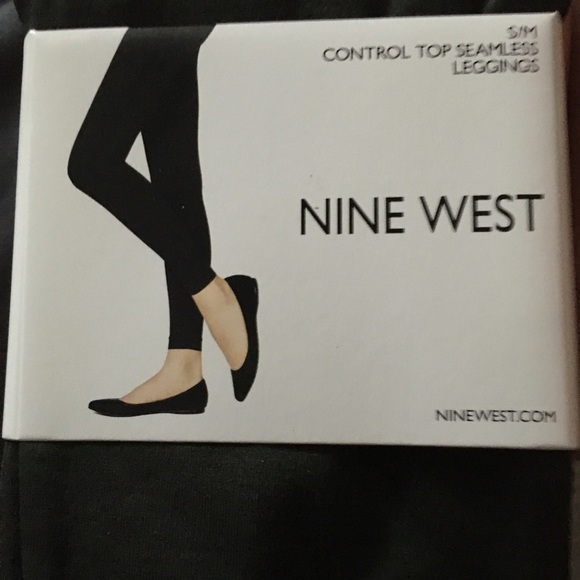 S/M
CONTROL TOP SEAMLESS
LEGGINGS
NINE WEST
NINEWEST.COM